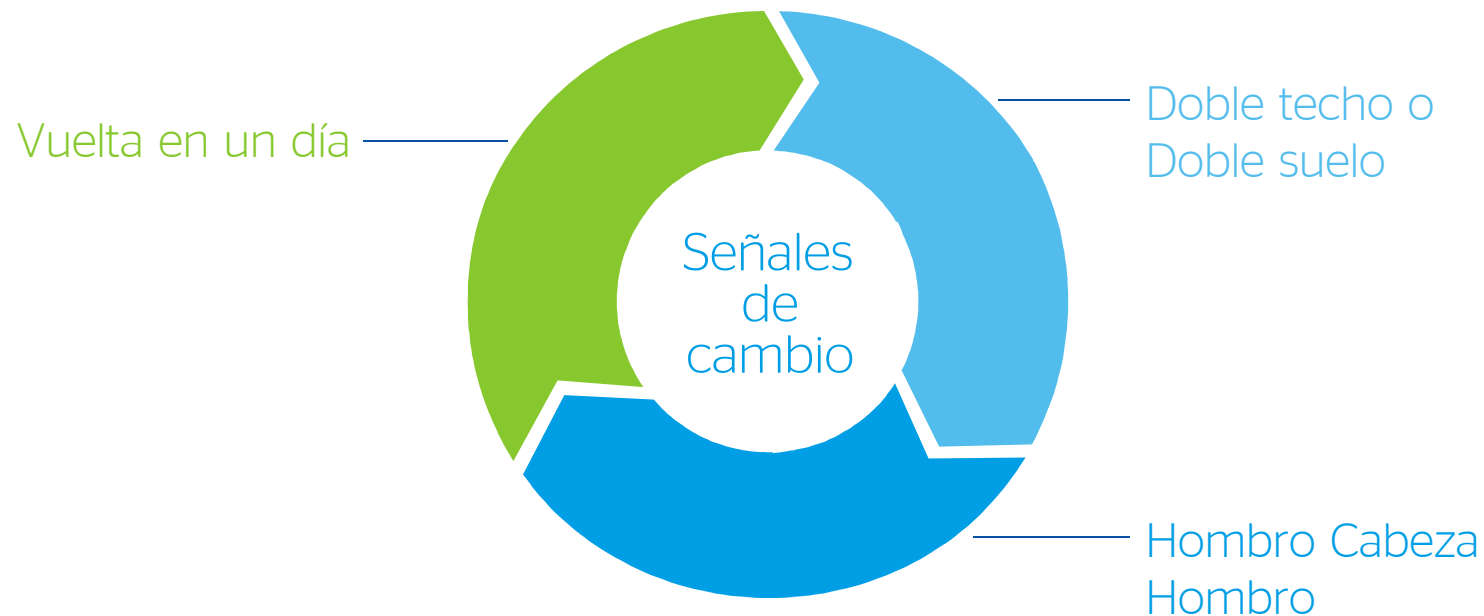 Vuelta en un día
Doble techo o
Doble suelo
Señales
de
cambio
Hombro Cabeza
Hombro